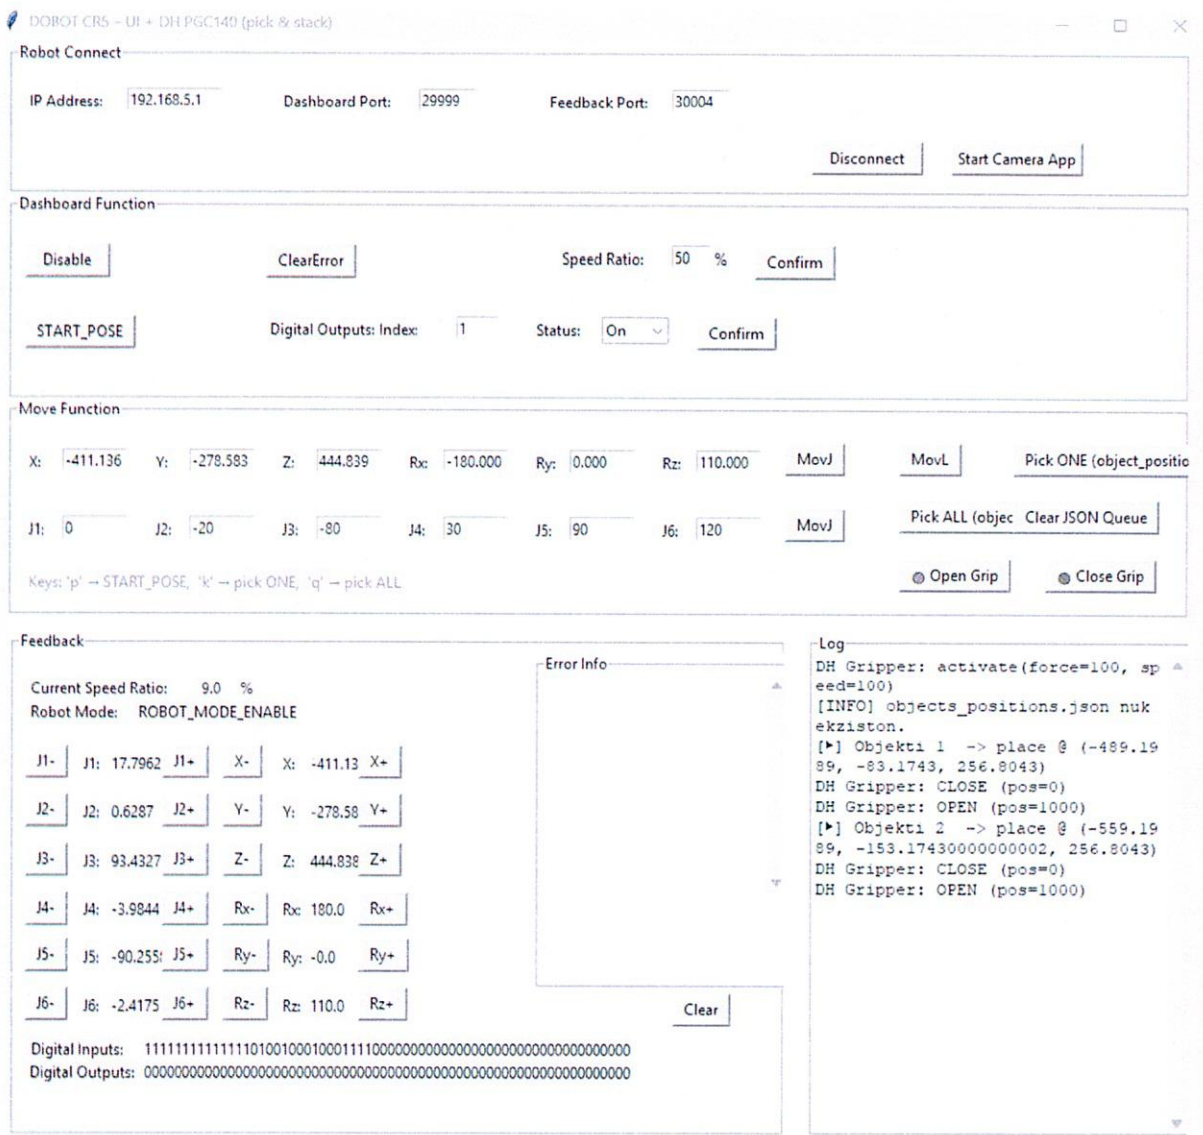 DOBOT CR5 – UI + DH PGC140 (pick & stack)
Robot Connect
IP Address: 192.168.5.1 Dashboard Port: 29999 Feedback Port: 30004
Disconnect Start Camera App
Dashboard Function
Disable ClearError Speed Ratio: 50 % Confirm
START_POSE Digital Outputs: Index: 1 Status: On Confirm
Move Function
X: -411.136 Y: -278.583 Z: 444.839 Rx: -180.000 Ry: 0.000 Rz: 110.000 MovJ MovL Pick ONE (object_positio
J1: 0 J2: -20 J3: -80 J4: 30 J5: 90 J6: 120 MovJ Pick ALL (objec Clear JSON Queue
Keys: 'p' → START_POSE, 'k' → pick ONE, 'q' → pick ALL
Open Grip Close Grip
Feedback
Current Speed Ratio: 9.0 %
Robot Mode: ROBOT_MODE_ENABLE
J1- J1: 17.7962 J1+ X- X: -411.13 X+
J2- J2: 0.6287 J2+ Y- Y: -278.58 Y+
J3- J3: 93.4327 J3+ Z- Z: 444.838 Z+
J4- J4: -3.9844 J4+ Rx- Rx: 180.0 Rx+
J5- J5: -90.255 J5+ Ry- Ry: -0.0 Ry+
J6- J6: -2.4175 J6+ Rz- Rz: 110.0 Rz+
Digital Inputs:
Digital Outputs:
Error Info
Clear
Log
DH Gripper: activate(force=100, sp
eed=100)
[INFO] objects_positions.json nuk
ekziston.
[▶] Objekti 1 -> place @ (-489.19
89, -83.1743, 256.8043)
DH Gripper: CLOSE (pos=0)
DH Gripper: OPEN (pos=1000)
[▶] Objekti 2 -> place @ (-559.19
89, -153.17430000000002, 256.8043)
DH Gripper: CLOSE (pos=0)
DH Gripper: OPEN (pos=1000)